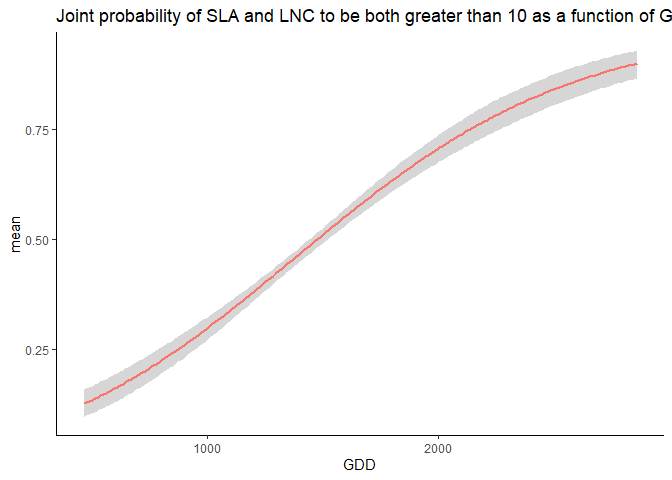 Joint probability of SLA and LNC to be both greater than 10 as a function of G
0.75
0.50
0.25
mean
1000
2000
GDD